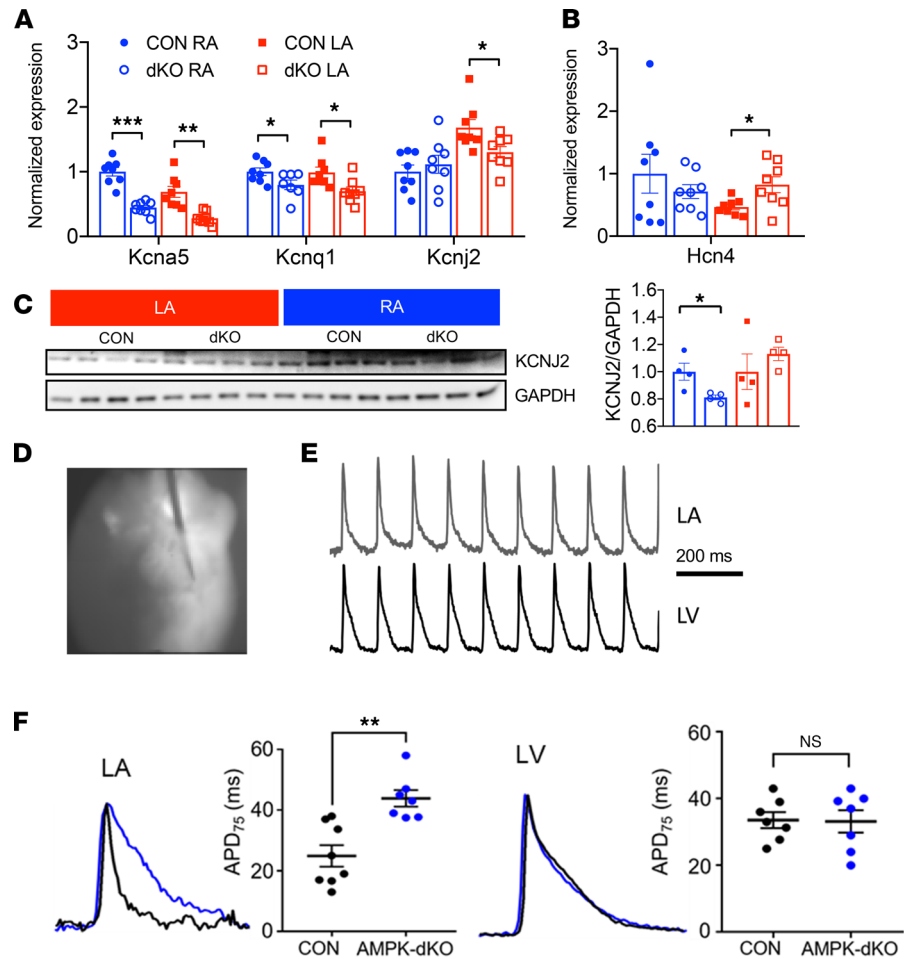 A
B
CON RA
CON LA
dKO RA
dKO LA
Normalized expression
3
2
1
0
***
**
*
*
*
Kcna5
Kcnq1
Kcnj2
Normalized expression
3
2
1
0
*
Hcn4
C
LA
RA
CON
dKO
CON
dKO
KCNJ2
GAPDH
KCNJ2/GAPDH
1.6
1.4
1.2
1.0
0.8
0.6
*
D
E
LA
200 ms
LV
F
LA
APD75 (ms)
60
40
20
0
**
CON
AMPK-dKO
LV
APD75 (ms)
60
40
20
0
NS
CON
AMPK-dKO